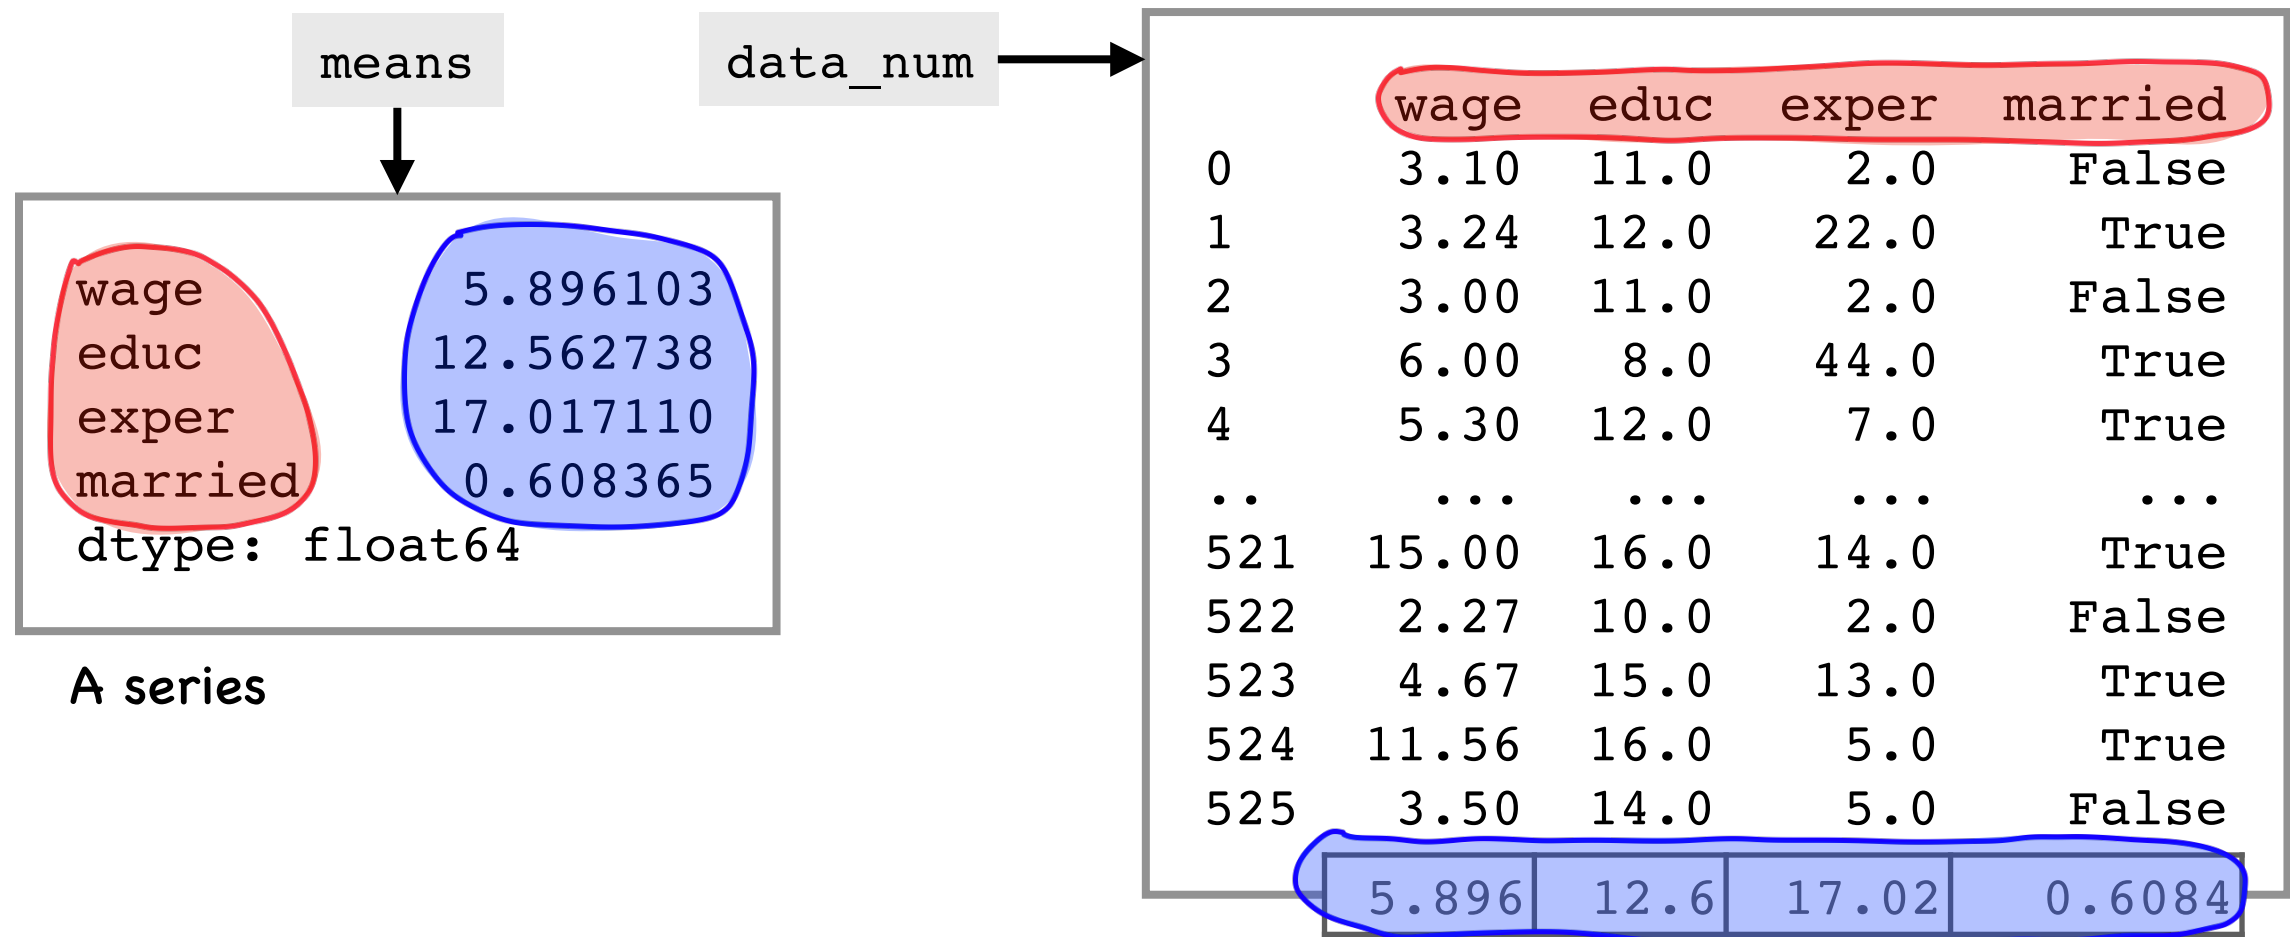 means
wage 5.896103
educ 12.562738
exper 17.017110
married 0.608365
dtype: float64
A series
data_num
wage educ exper married
0 3.10 11.0 2.0 False
1 3.24 12.0 22.0 True
2 3.00 11.0 2.0 False
3 6.00 8.0 44.0 True
4 5.30 12.0 7.0 True
.. ... ... ... ...
521 15.00 16.0 14.0 True
522 2.27 10.0 2.0 False
523 4.67 15.0 13.0 True
524 11.56 16.0 5.0 True
525 3.50 14.0 5.0 False
5.896 12.6 17.02 0.6084